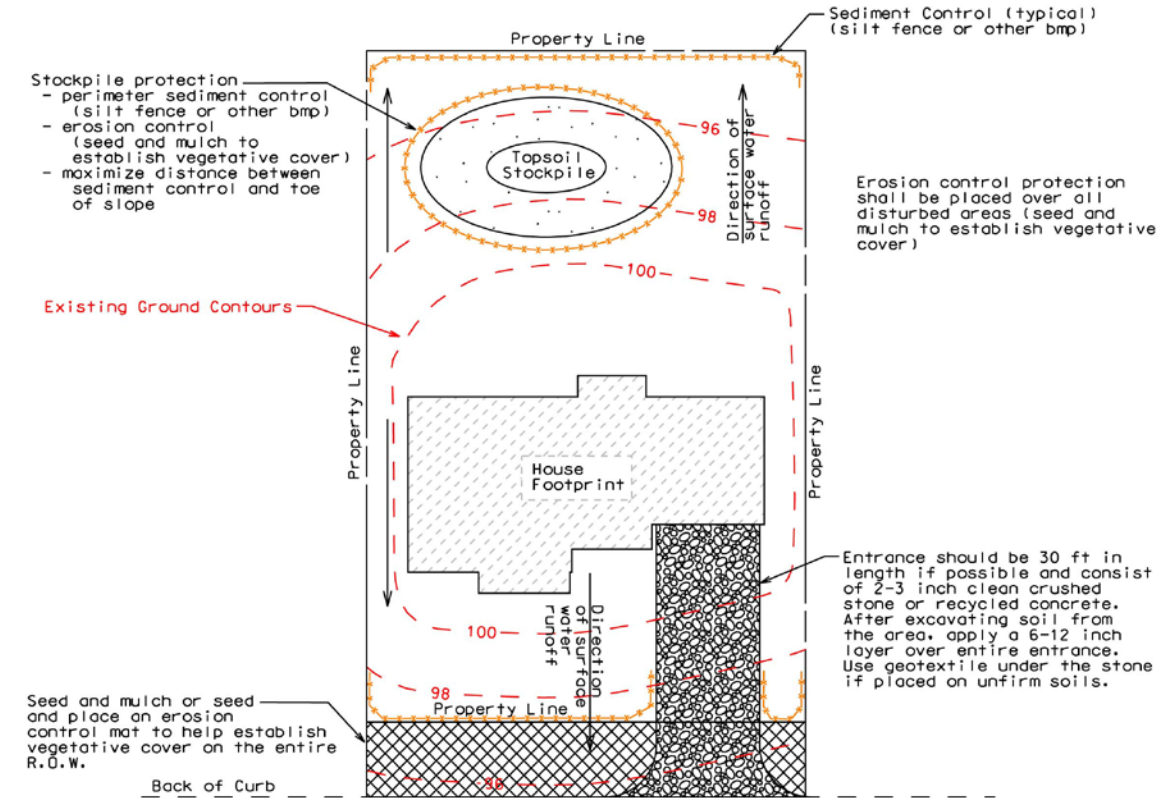 Sediment Control (typical)
(silt fence or other bmp)
Property Line
Stockpile protection
- perimeter sediment control
(silt fence or other bmp)
- erosion control
(seed and mulch to
establish vegetative cover)
- maximize distance between
sediment control and toe
of slope
96
Topsoil
Stockpile
Direction of
surface water
runoff
98
Erosion control protection
shall be placed over all
disturbed areas (seed and
mulch to establish vegetative
cover)
100
Existing Ground Contours
Property Line
Property Line
House
Footprint
Entrance should be 30 ft in
length if possible and consist
of 2-3 inch clean crushed
stone or recycled concrete.
After excavating soil from
the area. apply a 6-12 inch
layer over entire entrance.
Use geotextile under the stone
if placed on unfirm soils.
Direction
of surface
water
runoff
100
98
Property Line
Seed and mulch or seed
and place an erosion
control mat to help establish
vegetative cover on the entire
R.O.W.
96
Back of Curb